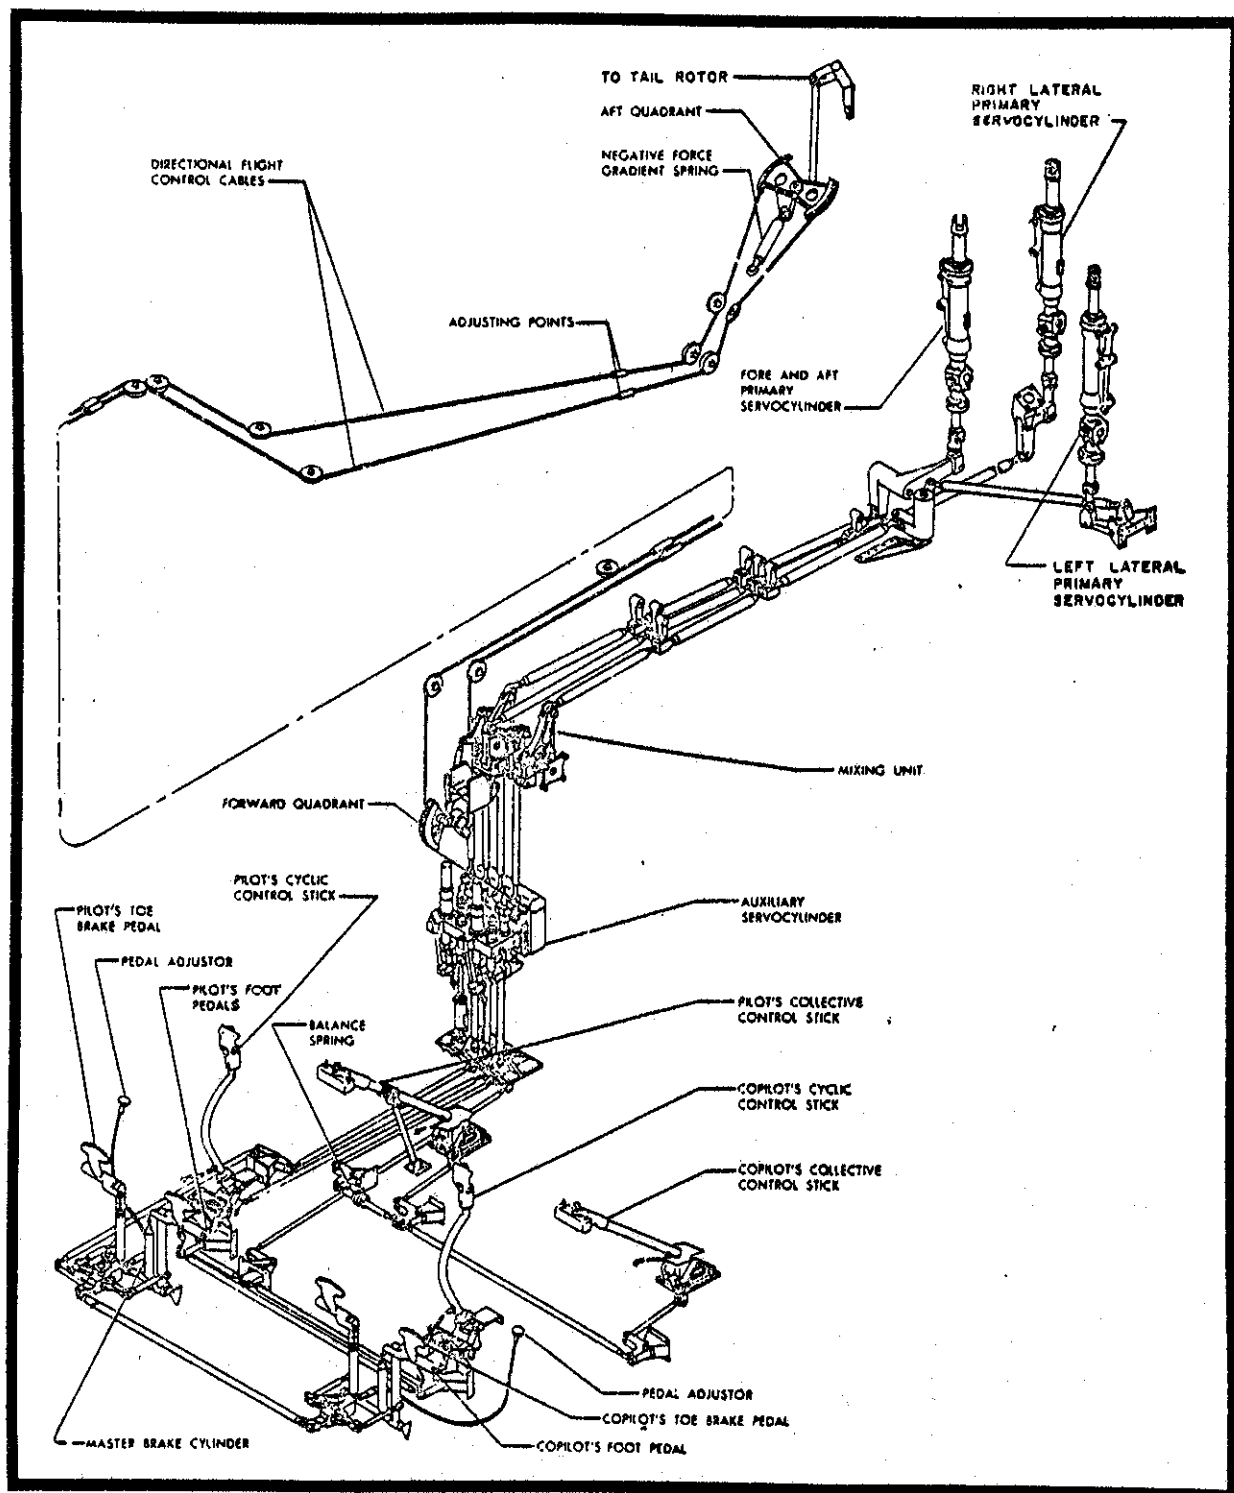 TO TAIL ROTOR
AFT QUADRANT
NEGATIVE FORCE
GRADIENT SPRING
RIGHT LATERAL
PRIMARY
SERVOCYLINDER
DIRECTIONAL FLIGHT
CONTROL CABLES
ADJUSTING POINTS
FORE AND AFT
PRIMARY
SERVOCYLINDER
LEFT LATERAL
PRIMARY
SERVOCYLINDER
MIXING UNIT
FORWARD QUADRANT
PILOT'S CYCLIC
CONTROL STICK
PILOT'S TOE
BRAKE PEDAL
AUXILIARY
SERVOCYLINDER
PEDAL ADJUSTOR
PILOT'S FOOT
PEDALS
BALANCE
SPRING
PILOT'S COLLECTIVE
CONTROL STICK
COPILOT'S CYCLIC
CONTROL STICK
COPILOT'S COLLECTIVE
CONTROL STICK
PEDAL ADJUSTOR
COPILOT'S TOE BRAKE PEDAL
MASTER BRAKE CYLINDER
COPILOT'S FOOT PEDAL